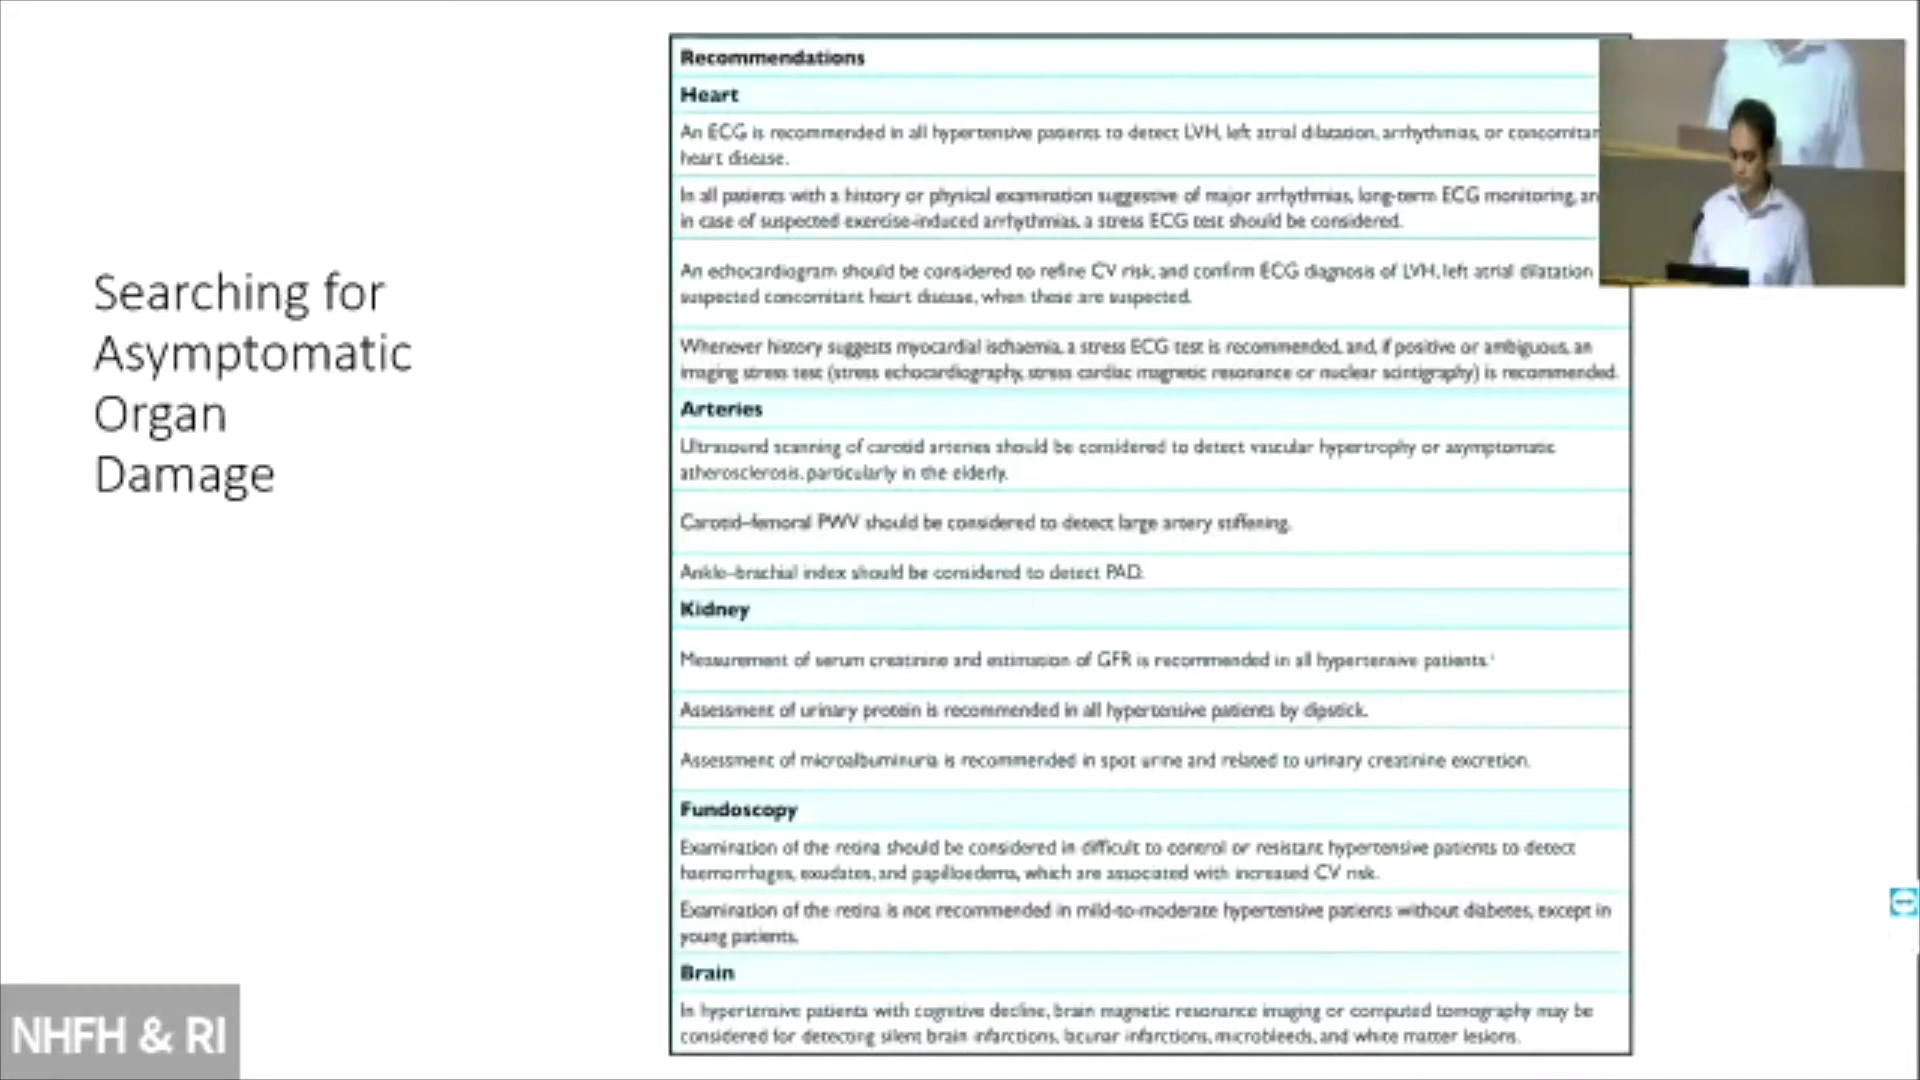 Searching for
Asymptomatic
Organ
Damage
Recommendations
Heart
An ECG is recommended in all hypertensive patients to detect LVH, left atrial dilatation, arrhythmias, or
heart disease.
In all patients with a history or physical examination suggestive of major arrhythmias, long-term ECG monitoring,
in case of suspected exercise-induced arrhythmias, a stress ECG test should be considered.
An echocardiogram should be considered to refine CV risk, and confirm ECG diagnosis of LVH, left atrial dilatation
suspected concomitant heart disease, when these are suspected.
Whenever history suggests myocardial ischaemia, a stress ECG test is recommended, and, if positive or ambiguous, an
imaging stress test (stress echocardiography, stress cardiac magnetic resonance or nuclear scintigraphy) is recommended.
Arteries
Ultrasound scanning of carotid arteries should be considered to detect vascular hypertrophy or asymptomatic
atherosclerosis, particularly in the elderly.
Carotid–femoral PWV should be considered to detect large artery stiffening.
Ankle–brachial index should be considered to detect PAD.
Kidney
Measurement of serum creatinine and estimation of GFR is recommended in all hypertensive patients.
Assessment of urinary protein is recommended in all hypertensive patients by dipstick.
Assessment of microalbuminuria is recommended in spot urine and related to urinary creatinine excretion.
Fundoscopy
Examination of the retina should be considered in difficult to control or resistant hypertensive patients to detect
haemorrhages, exudates, and papilloedema, which are associated with increased CV risk.
Examination of the retina is not recommended in mild-to-moderate hypertensive patients without diabetes, except in
young patients.
Brain
In hypertensive patients with cognitive decline, brain magnetic resonance imaging or computed tomography may be
considered for detecting silent brain infarctions, lacunar infarctions, microbleeds, and white matter lesions.
NHFH & RI